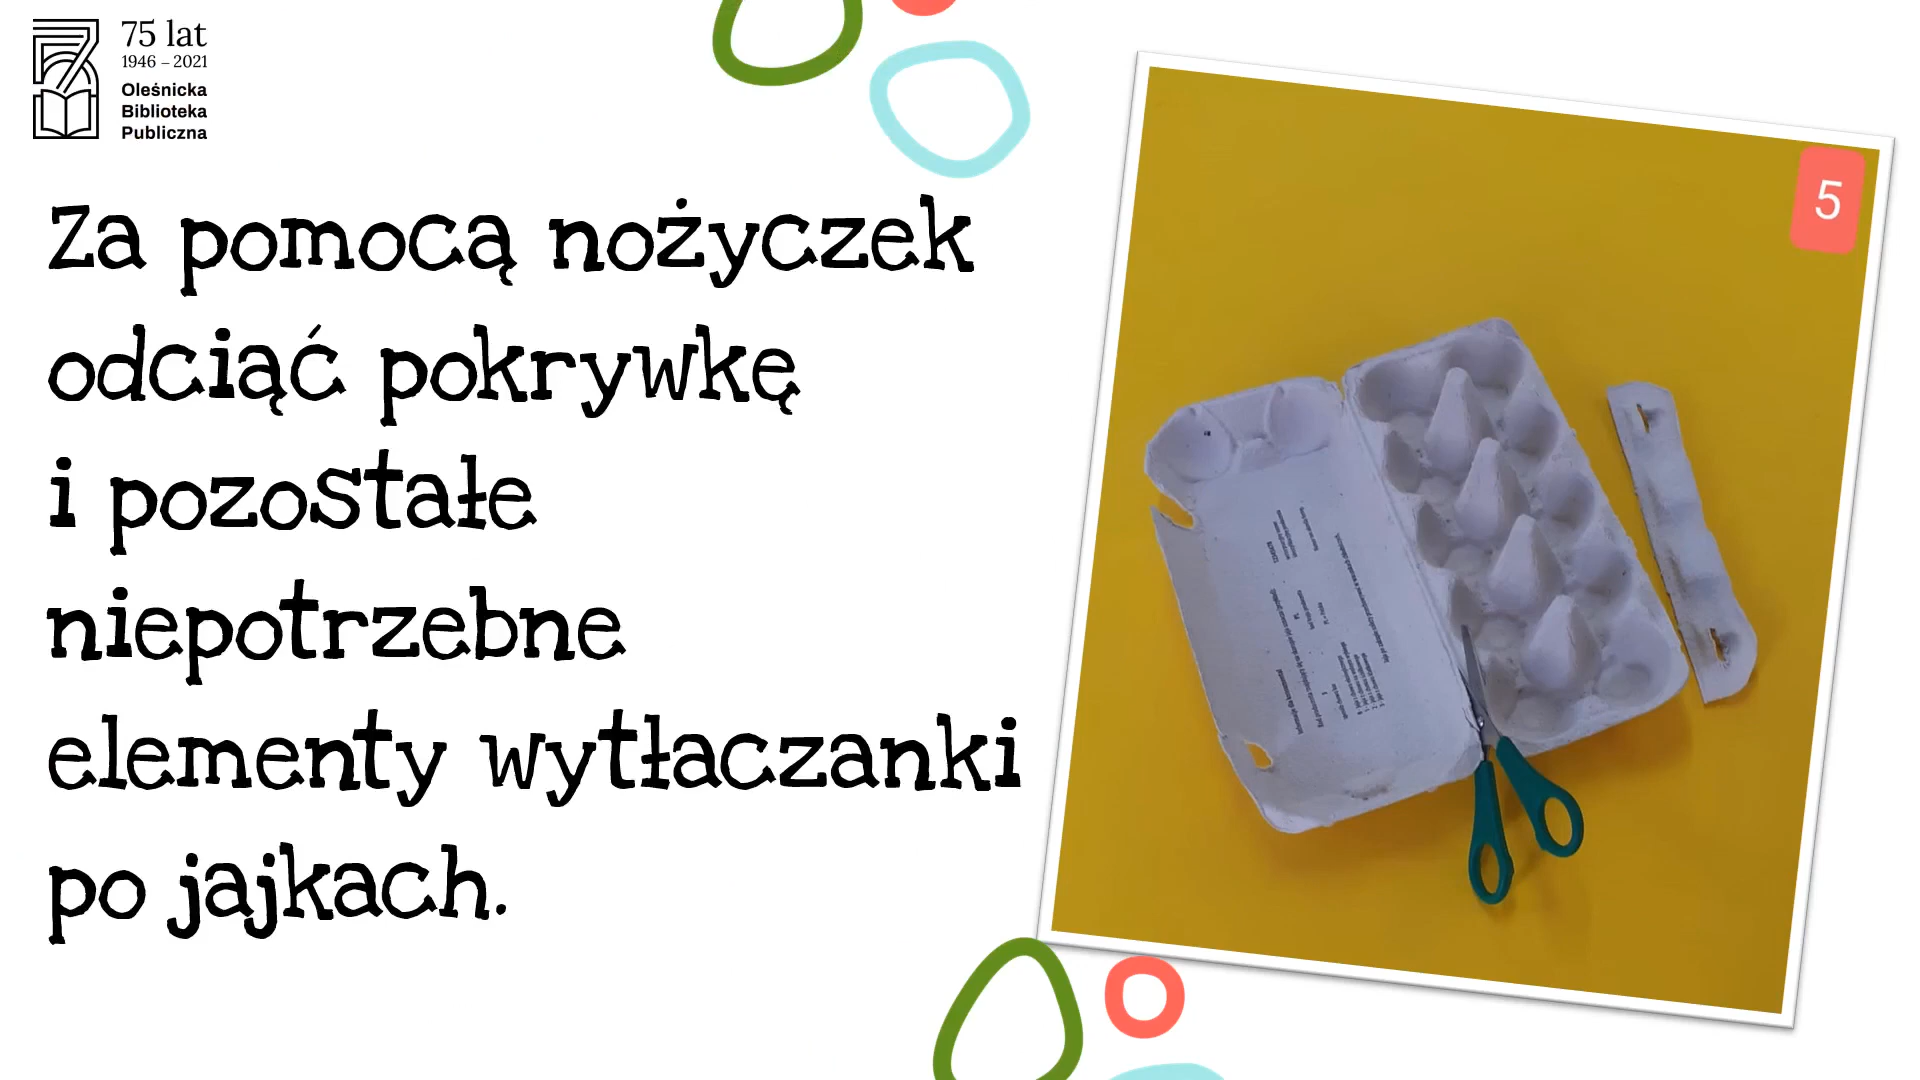 75 lat
1946 – 2021
Oleśnicka
Biblioteka
Publiczna
Za pomocą nożyczek
odciąć pokrywkę
i pozostałe
niepotrzebne
elementy wytłaczanki
po jajkach.
5